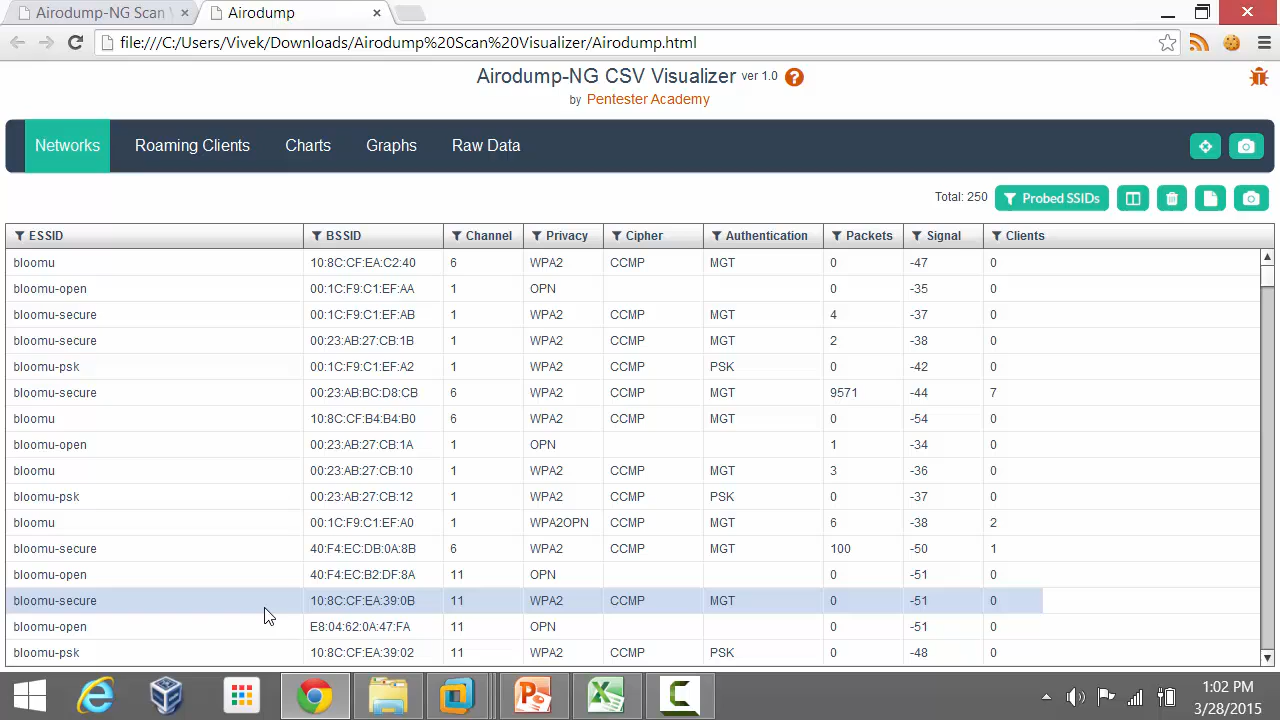 Airodump-NG Scan
Airodump
file:///C:/Users/Vivek/Downloads/Airodump%20Scan%20Visualizer/Airodump.html
Airodump-NG CSV Visualizer ver 1.0 ?
by Pentester Academy
Networks Roaming Clients Charts Graphs Raw Data
Total: 250 Probed SSIDs
ESSID BSSID Channel Privacy Cipher Authentication Packets Signal Clients
bloomu 10:8C:CF:EA:C2:40 6 WPA2 CCMP MGT 0 -47 0
bloomu-open 00:1C:F9:C1:EF:AA 1 OPN 0 -35 0
bloomu-secure 00:1C:F9:C1:EF:AB 1 WPA2 CCMP MGT 4 -37 0
bloomu-secure 00:23:AB:27:CB:1B 1 WPA2 CCMP MGT 2 -38 0
bloomu-psk 00:1C:F9:C1:EF:A2 1 WPA2 CCMP PSK 0 -42 0
bloomu-secure 00:23:AB:BC:D8:CB 6 WPA2 CCMP MGT 9571 -44 7
bloomu 10:8C:CF:B4:B4:B0 6 WPA2 CCMP MGT 0 -54 0
bloomu-open 00:23:AB:27:CB:1A 1 OPN 1 -34 0
bloomu 00:23:AB:27:CB:10 1 WPA2 CCMP MGT 3 -36 0
bloomu-psk 00:23:AB:27:CB:12 1 WPA2 CCMP PSK 0 -37 0
bloomu 00:1C:F9:C1:EF:A0 1 WPA2OPN CCMP MGT 6 -38 2
bloomu-secure 40:F4:EC:DB:0A:8B 6 WPA2 CCMP MGT 100 -50 1
bloomu-open 40:F4:EC:B2:DF:8A 11 OPN 0 -51 0
bloomu-secure 10:8C:CF:EA:39:0B 11 WPA2 CCMP MGT 0 -51 0
bloomu-open E8:04:62:0A:47:FA 11 OPN 0 -51 0
bloomu-psk 10:8C:CF:EA:39:02 11 WPA2 CCMP PSK 0 -48 0
1:02 PM
3/28/2015